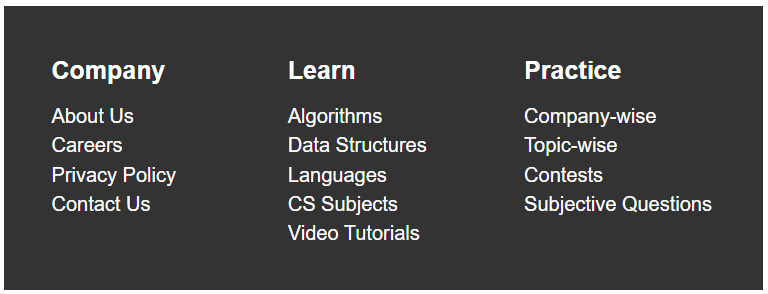 Company
About Us
Careers
Privacy Policy
Contact Us
Learn
Algorithms
Data Structures
Languages
CS Subjects
Video Tutorials
Practice
Company-wise
Topic-wise
Contests
Subjective Questions